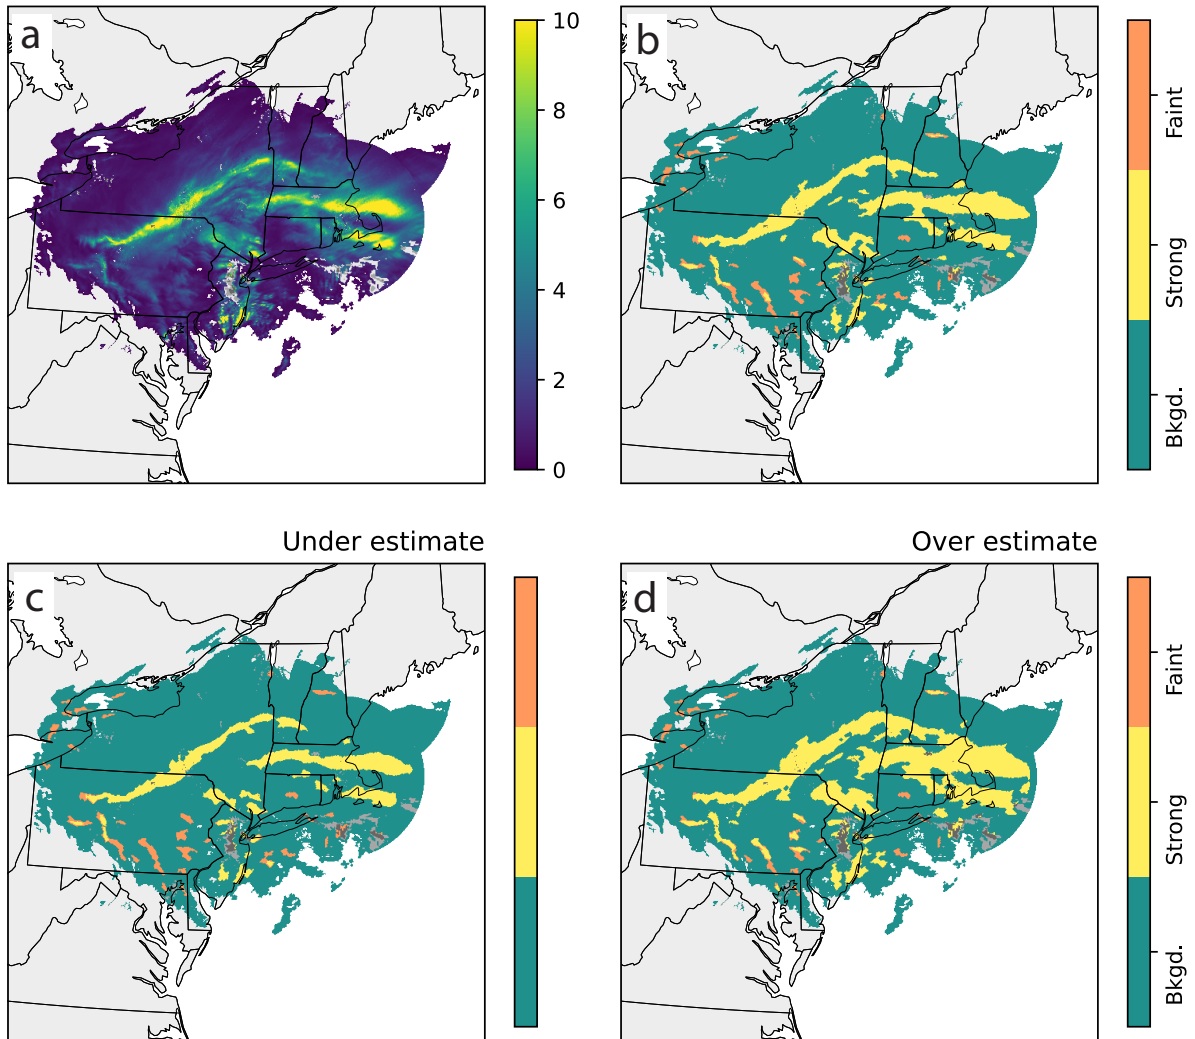 a
10
8
6
4
2
0
b
Faint
Strong
Bkgd.
Under estimate
c
Over estimate
d
Faint
Strong
Bkgd.